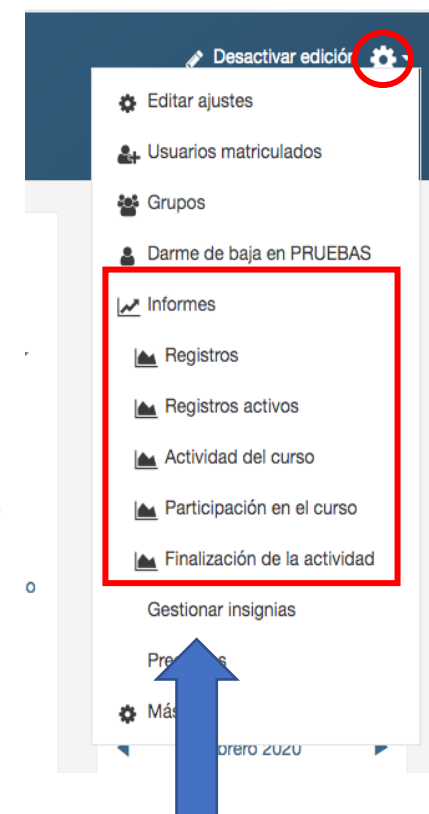 Desactivar edición
Editar ajustes
Usuarios matriculados
Grupos
Darme de baja en PRUEBAS
Informes
Registros
Registros activos
Actividad del curso
Participación en el curso
Finalización de la actividad
Gestionar insignias
2020
o